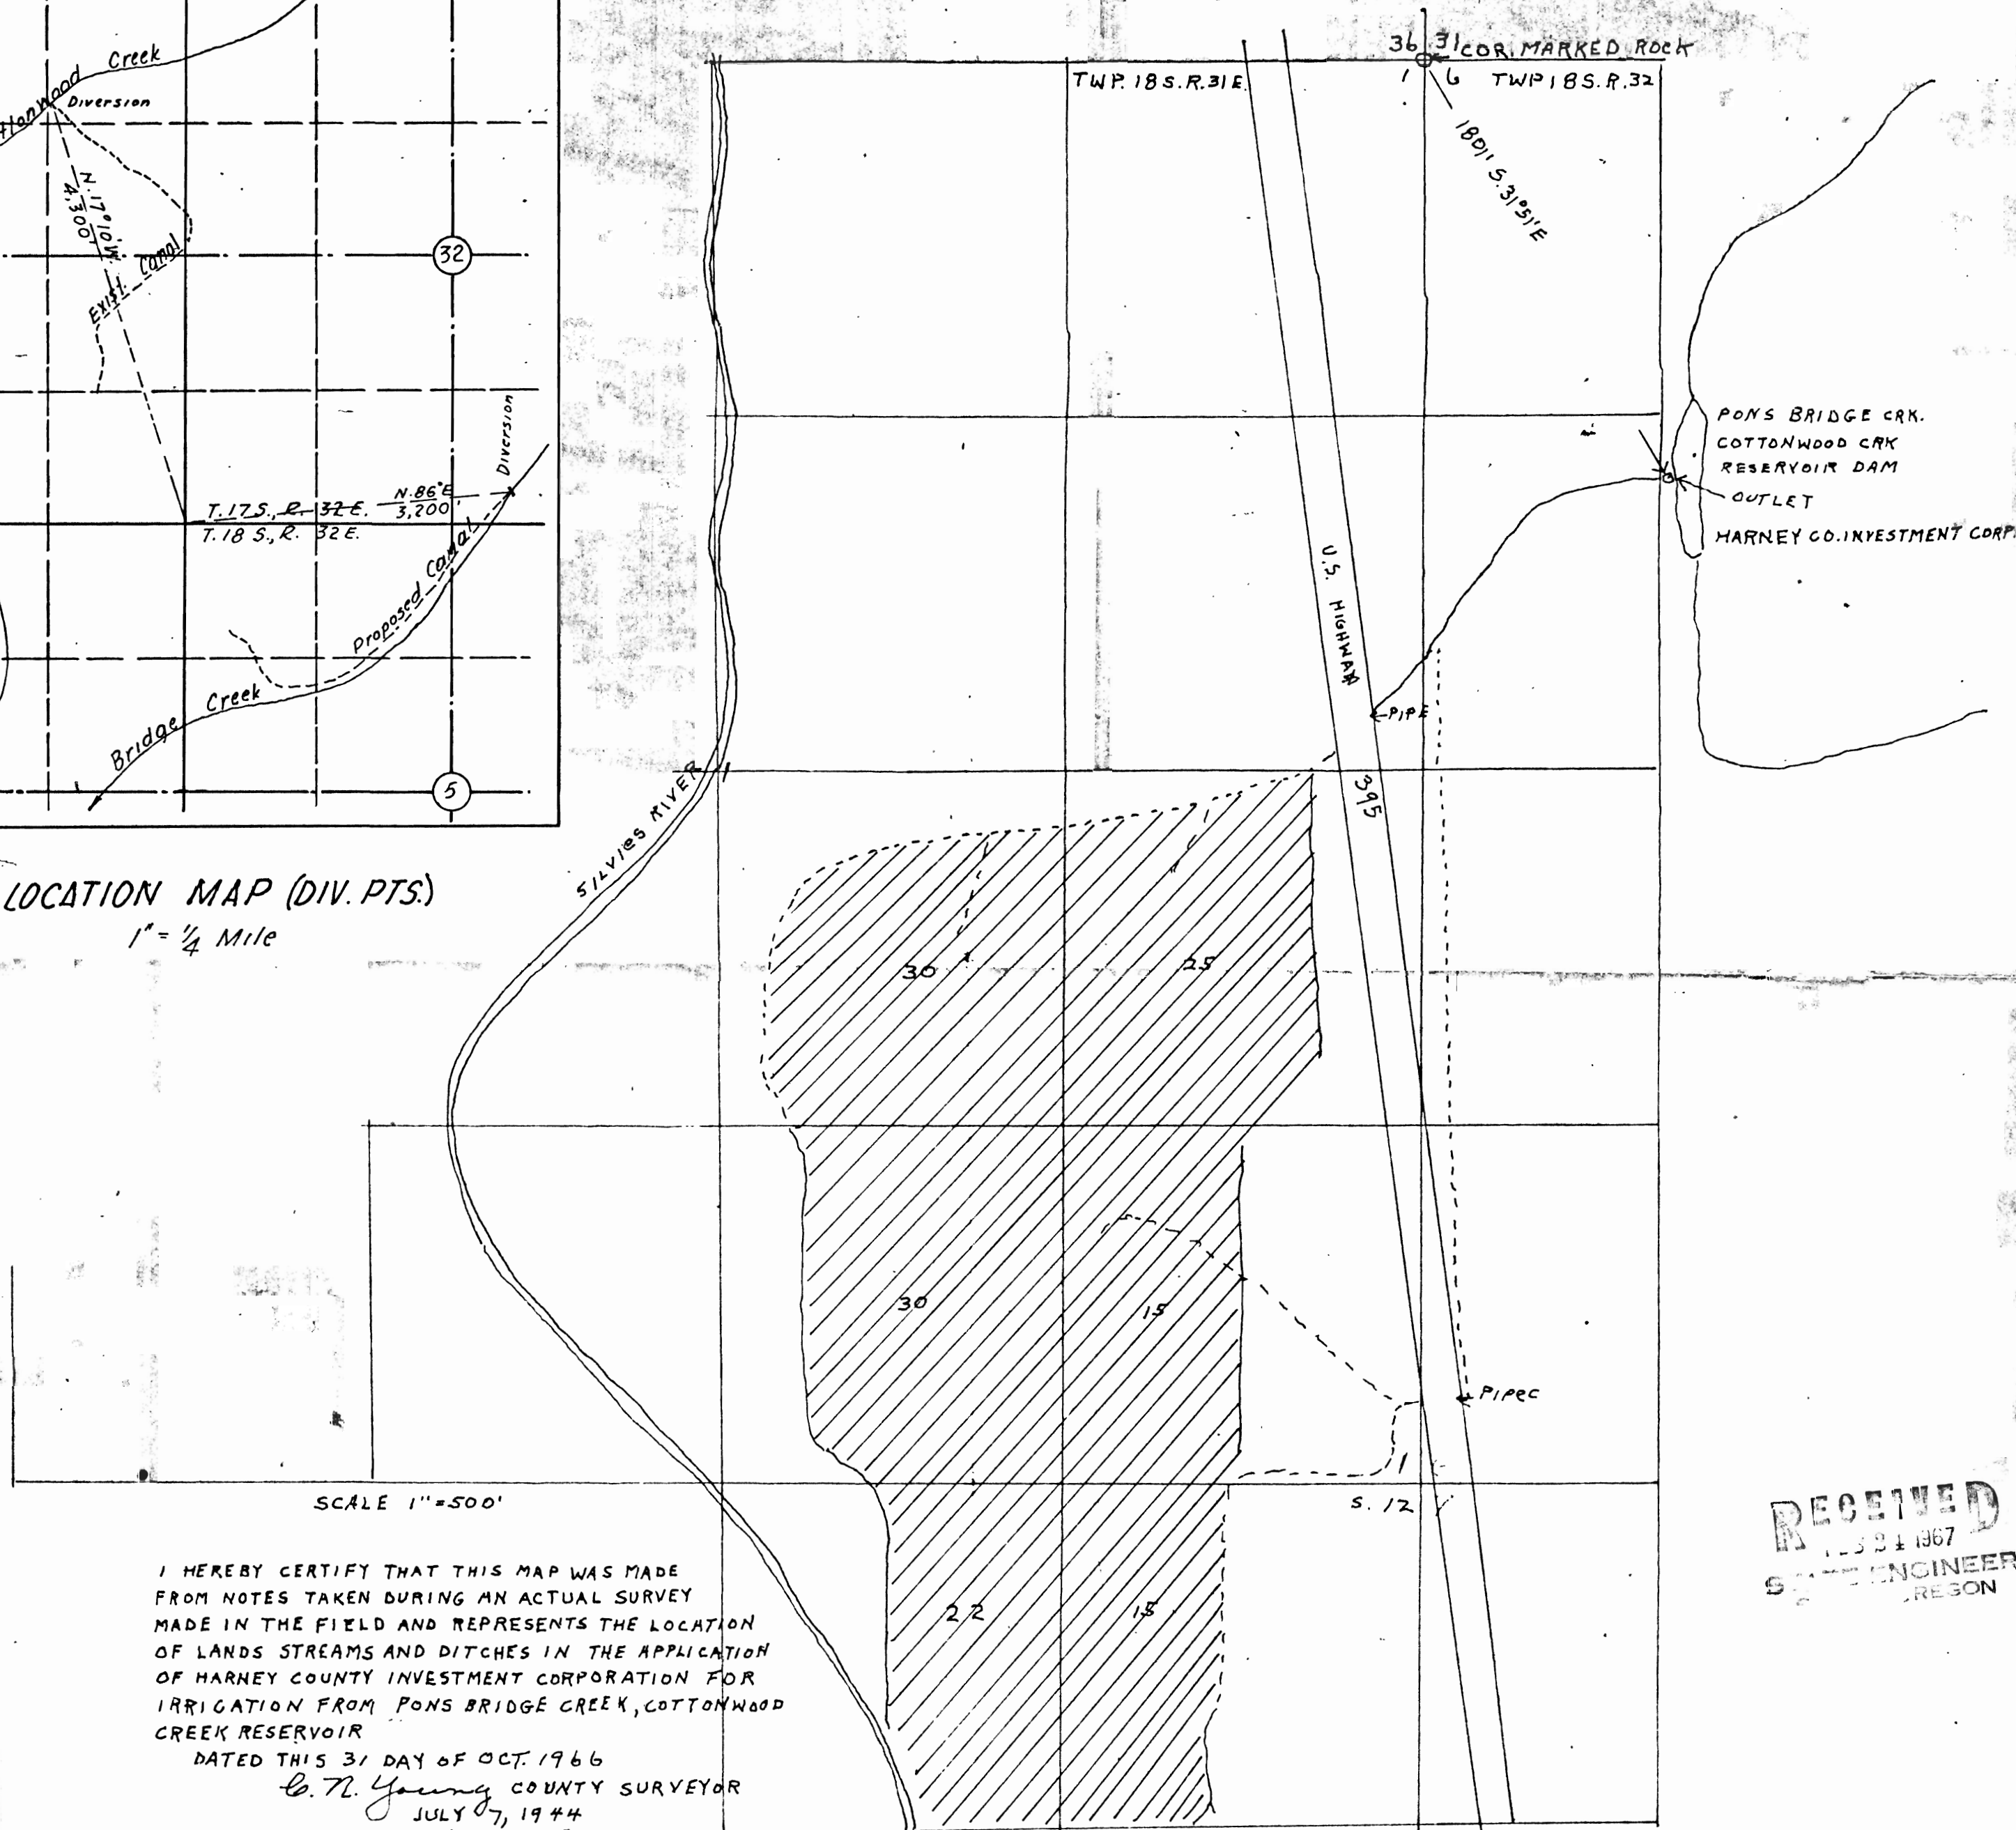 Creek
Diversion
N. 17° 10' W.
4,300'
Exist. Canal
32
Diversion
N. 86° E
3,200'
T. 17 S., R. 32 E.
T. 18 S., R. 32 E.
Proposed Canal
Bridge Creek
5
LOCATION MAP (DIV. PTS.)
1" = 1/4 Mile
36 31 COR. MARKED ROCK
TWP. 18 S. R. 31 E.
1 6 TWP 18 S. R. 32
1801' S. 31°51' E
PONS BRIDGE CRK.
COTTONWOOD CRK
RESERVOIR DAM
OUTLET
HARNEY CO. INVESTMENT CORP.
U.S. HIGHWAY
PIPE
395
SILVIES RIVER
30
25
30
15
PIPEC
1
S. 12
22
15
SCALE 1" = 500'
I HEREBY CERTIFY THAT THIS MAP WAS MADE
FROM NOTES TAKEN DURING AN ACTUAL SURVEY
MADE IN THE FIELD AND REPRESENTS THE LOCATION
OF LANDS STREAMS AND DITCHES IN THE APPLICATION
OF HARNEY COUNTY INVESTMENT CORPORATION FOR
IRRIGATION FROM PONS BRIDGE CREEK, COTTONWOOD
CREEK RESERVOIR
DATED THIS 31 DAY OF OCT. 1966
C. N. Young COUNTY SURVEYOR
JULY 7, 1944
RECEIVED
1967
ENGINEER